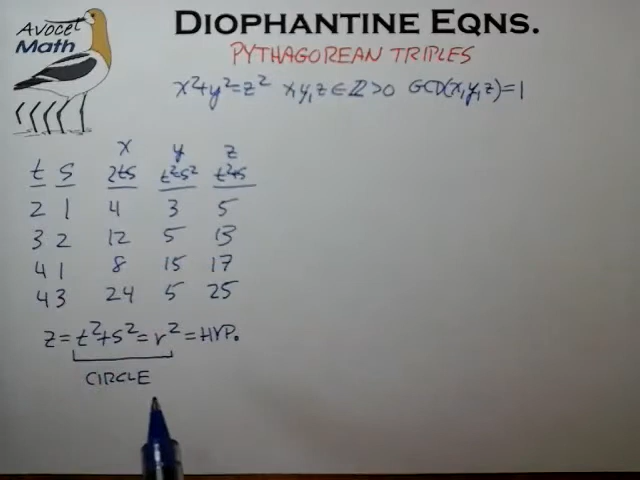 Avocet
Math
DIOPHANTINE EQNS.
PYTHAGOREAN TRIPLES
x²+y²=z² x,y,z∈ℤ>0 GCD(x,y,z)=1
x y z
t s 2ts t²-s² t²+s
2 1 4 3 5
3 2 12 5 13
4 1 8 15 17
4 3 24 5 25
z=t²+s²=r²=HYP.
CIRCLE